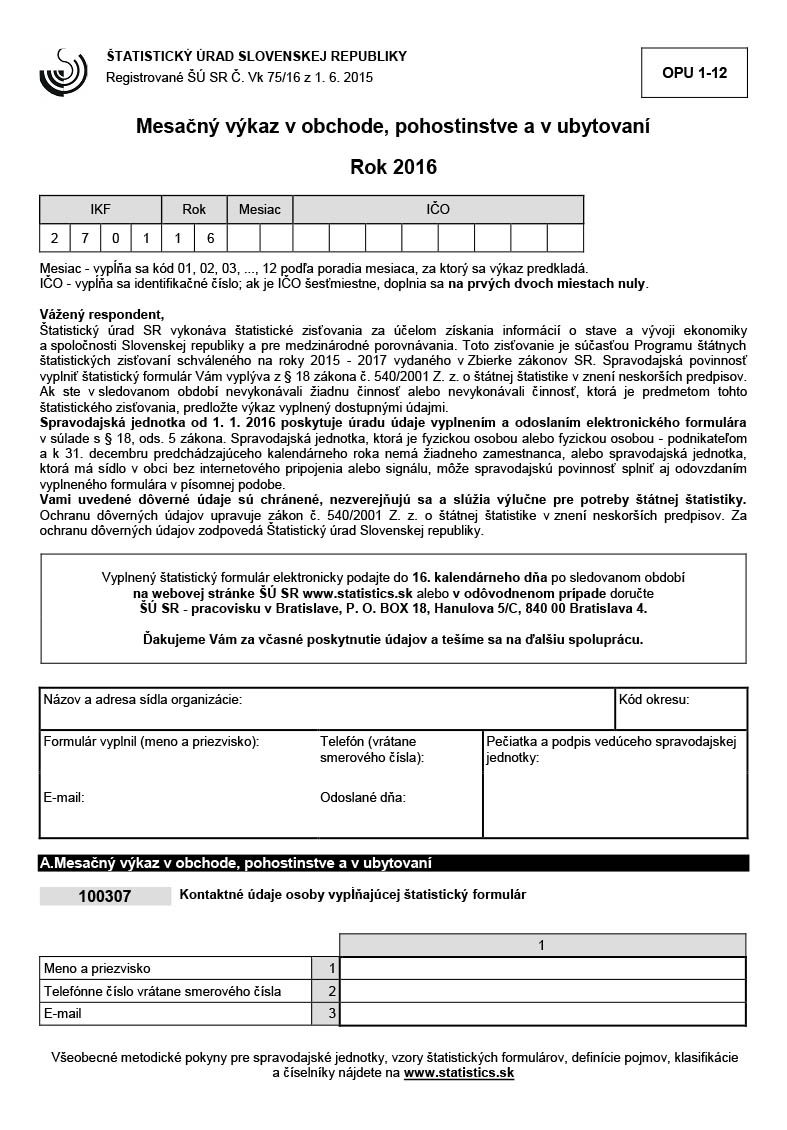 ŠTATISTICKÝ ÚRAD SLOVENSKEJ REPUBLIKY
Registrované ŠÚ SR Č. Vk 75/16 z 1. 6. 2015
OPU 1-12
Mesačný výkaz v obchode, pohostinstve a v ubytovaní
Rok 2016
IKF Rok Mesiac IČO
2 7 0 1 1 6
Mesiac - vypĺňa sa kód 01, 02, 03, ..., 12 podľa poradia mesiaca, za ktorý sa výkaz predkladá.
IČO - vypĺňa sa identifikačné číslo; ak je IČO šesťmiestne, doplnia sa na prvých dvoch miestach nuly.
Vážený respondent,
Štatistický úrad SR vykonáva štatistické zisťovania za účelom získania informácií o stave a vývoji ekonomiky
a spoločnosti Slovenskej republiky a pre medzinárodné porovnávania. Toto zisťovanie je súčasťou Programu štátnych
štatistických zisťovaní schváleného na roky 2015 - 2017 vydaného v Zbierke zákonov SR. Spravodajská povinnosť
vyplniť štatistický formulár Vám vyplýva z § 18 zákona č. 540/2001 Z. z. o štátnej štatistike v znení neskorších predpisov.
Ak ste v sledovanom období nevykonávali žiadnu činnosť alebo nevykonávali činnosť, ktorá je predmetom tohto
štatistického zisťovania, predložte výkaz vyplnený dostupnými údajmi.
Spravodajská jednotka od 1. 1. 2016 poskytuje úradu údaje vyplnením a odoslaním elektronického formulára
v súlade s § 18, ods. 5 zákona. Spravodajská jednotka, ktorá je fyzickou osobou alebo fyzickou osobou - podnikateľom
a k 31. decembru predchádzajúceho kalendárneho roka nemá žiadneho zamestnanca, alebo spravodajská jednotka,
ktorá má sídlo v obci bez internetového pripojenia alebo signálu, môže spravodajskú povinnosť splniť aj odovzdaním
vyplneného formulára v písomnej podobe.
Vami uvedené dôverné údaje sú chránené, nezverejňujú sa a slúžia výlučne pre potreby štátnej štatistiky.
Ochranu dôverných údajov upravuje zákon č. 540/2001 Z. z. o štátnej štatistike v znení neskorších predpisov. Za
ochranu dôverných údajov zodpovedá Štatistický úrad Slovenskej republiky.
Vyplnený štatistický formulár elektronicky podajte do 16. kalendárneho dňa po sledovanom období
na webovej stránke ŠÚ SR www.statistics.sk alebo v odôvodnenom prípade doručte
ŠÚ SR - pracovisku v Bratislave, P. O. BOX 18, Hanulova 5/C, 840 00 Bratislava 4.
Ďakujeme Vám za včasné poskytnutie údajov a tešíme sa na ďalšiu spoluprácu.
Názov a adresa sídla organizácie: Kód okresu:
Formulár vyplnil (meno a priezvisko): Telefón (vrátane Pečiatka a podpis vedúceho spravodajskej
smerového čísla): jednotky:
E-mail: Odoslané dňa:
A.Mesačný výkaz v obchode, pohostinstve a v ubytovaní
100307 Kontaktné údaje osoby vypĺňajúcej štatistický formulár
1
Meno a priezvisko 1
Telefónne číslo vrátane smerového čísla 2
E-mail 3
Všeobecné metodické pokyny pre spravodajské jednotky, vzory štatistických formulárov, definície pojmov, klasifikácie
a číselníky nájdete na www.statistics.sk